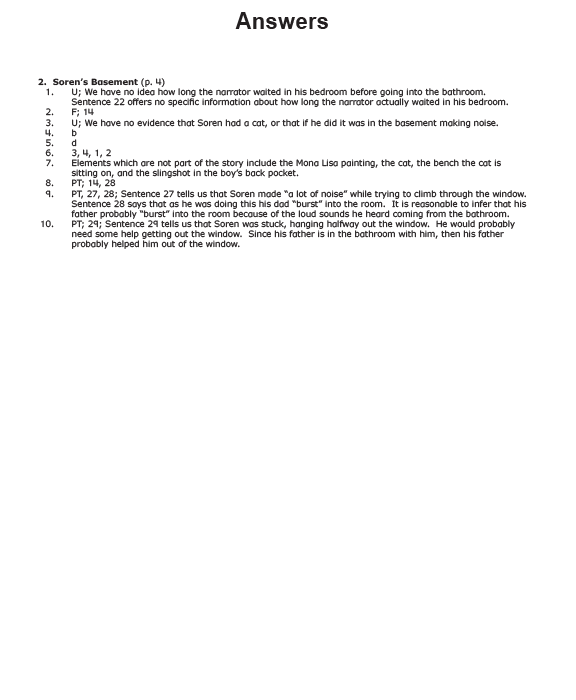 Answers
2. Soren's Basement (p. 4)
1. U; We have no idea how long the narrator waited in his bedroom before going into the bathroom.
Sentence 22 offers no specific information about how long the narrator actually waited in his bedroom.
2. F; 14
3. U; We have no evidence that Soren had a cat, or that if he did it was in the basement making noise.
4. b
5. d
6. 3, 4, 1, 2
7. Elements which are not part of the story include the Mona Lisa painting, the cat, the bench the cat is
sitting on, and the slingshot in the boy's back pocket.
8. PT; 14, 28
9. PT, 27, 28; Sentence 27 tells us that Soren made "a lot of noise" while trying to climb through the window.
Sentence 28 says that as he was doing this his dad "burst" into the room. It is reasonable to infer that his
father probably "burst" into the room because of the loud sounds he heard coming from the bathroom.
10. PT; 29; Sentence 29 tells us that Soren was stuck, hanging halfway out the window. He would probably
need some help getting out the window. Since his father is in the bathroom with him, then his father
probably helped him out of the window.